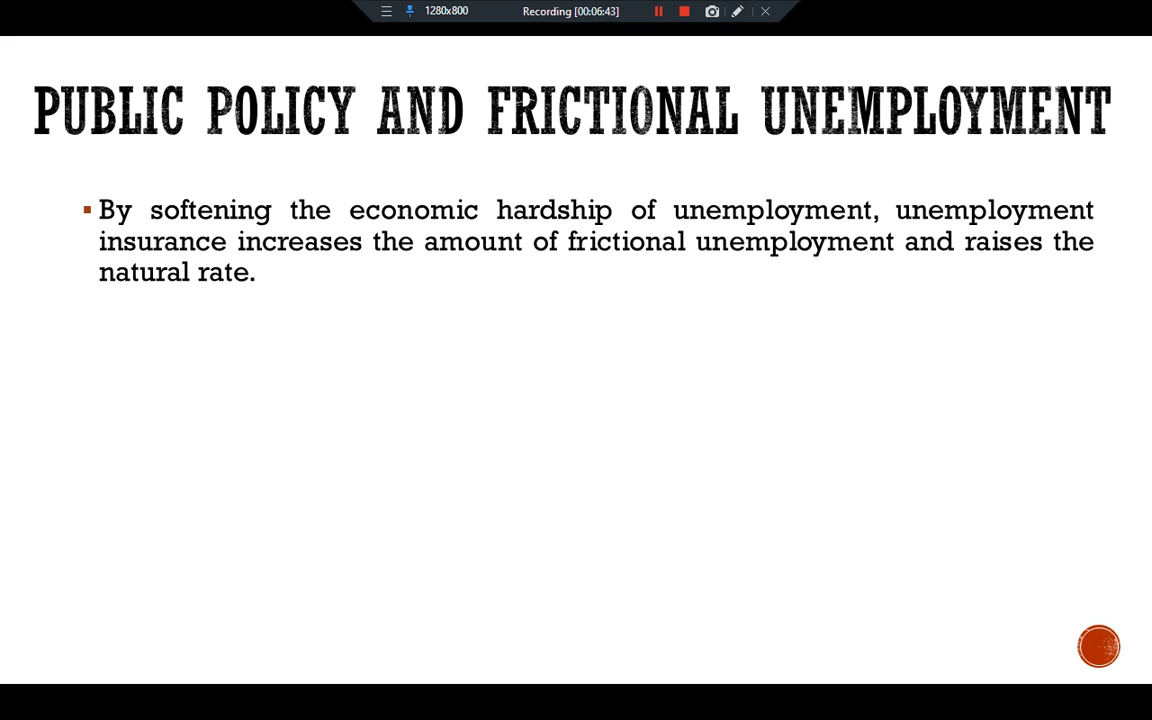 1280x800 Recording [00:06:43]
PUBLIC POLICY AND FRICTIONAL UNEMPLOYMENT
▪ By softening the economic hardship of unemployment, unemployment
insurance increases the amount of frictional unemployment and raises the
natural rate.